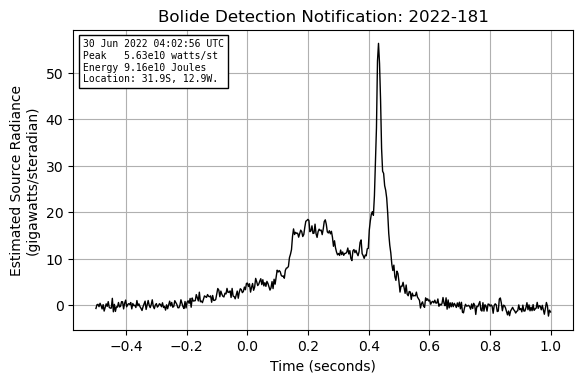 Bolide Detection Notification: 2022-181
30 Jun 2022 04:02:56 UTC
Peak   5.63e10 watts/st
Energy 9.16e10 Joules
Location: 31.9S, 12.9W.
Estimated Source Radiance
(gigawatts/steradian)
50
40
30
20
10
0
−0.4 −0.2 0.0 0.2 0.4 0.6 0.8 1.0
Time (seconds)